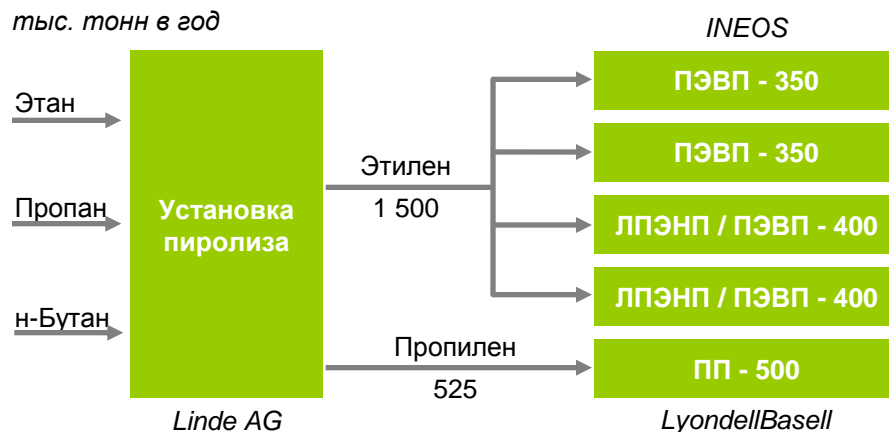 тыс. тонн в год
INEOS
Этан
Пропан
н-Бутан
Установка
пиролиза
Linde AG
Этилен
1 500
Пропилен
525
ПЭВП - 350
ПЭВП - 350
ЛПЭНП / ПЭВП - 400
ЛПЭНП / ПЭВП - 400
ПП - 500
LyondellBasell